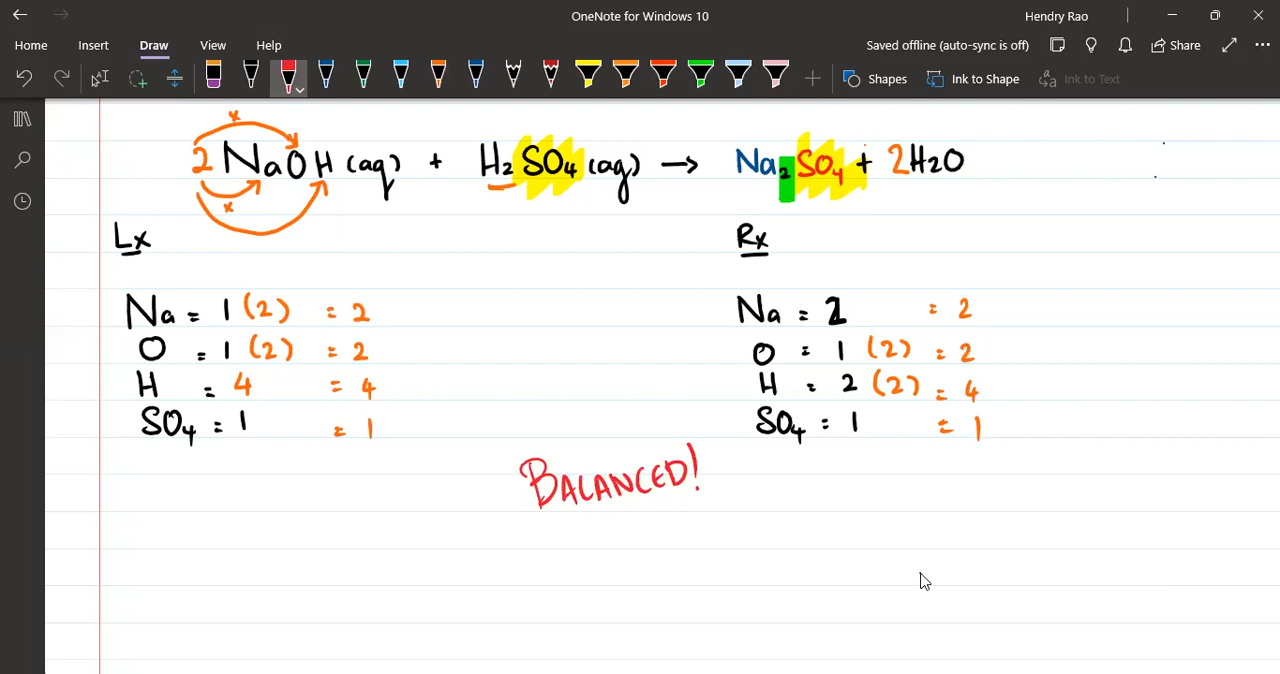 OneNote for Windows 10
Hendry Rao
Home Insert Draw View Help
Saved offline (auto-sync is off)
Share
Shapes
Ink to Shape
Ink to Text
x
2 NaOH (aq) + H2SO4 (aq) → Na2SO4 + 2H2O
x
Lx Rx
Na = 1 (2) = 2 Na = 2 = 2
O = 1 (2) = 2 O = 1 (2) = 2
H = 4 = 4 H = 2 (2) = 4
SO4 = 1 = 1 SO4 = 1 = 1
BALANCED!